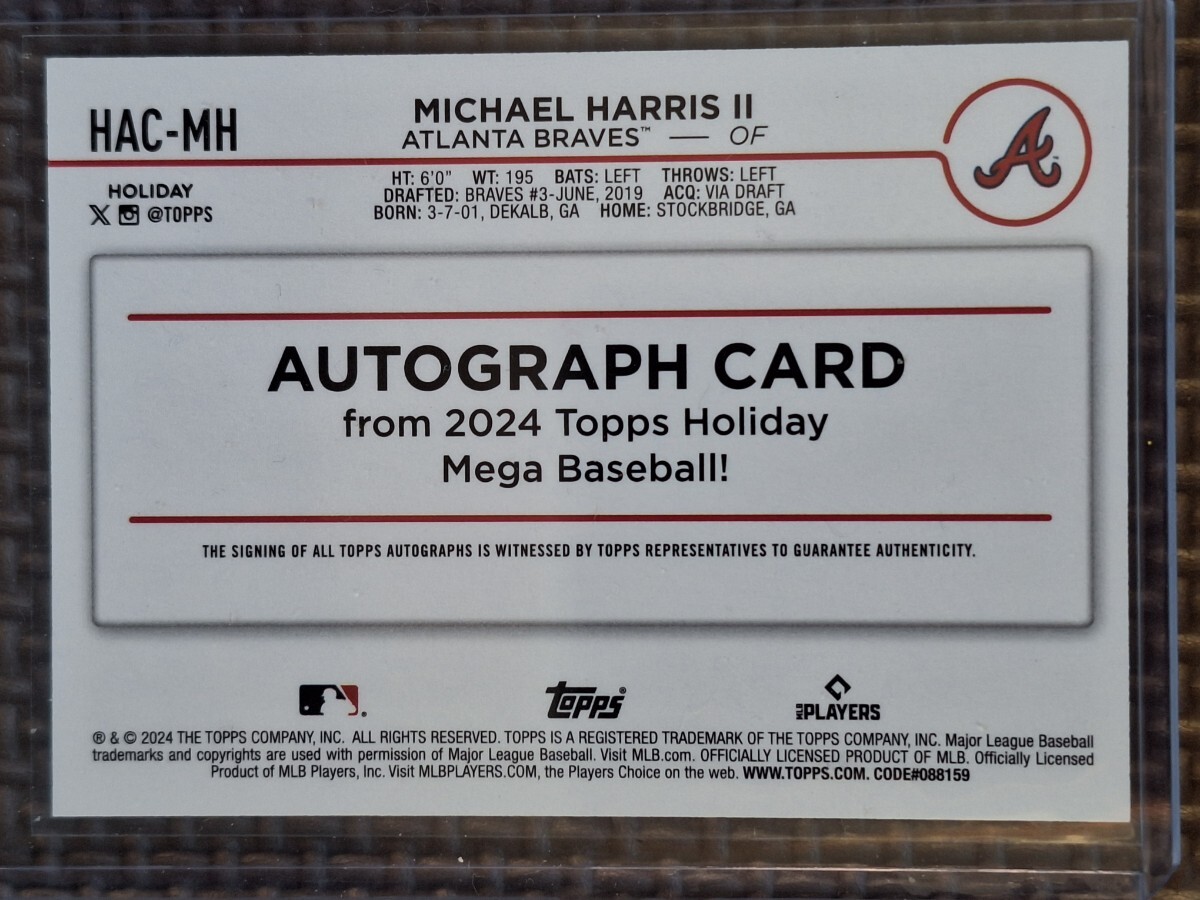 HAC-MH
MICHAEL HARRIS II
ATLANTA BRAVES™ — OF
A
HOLIDAY
X @TOPPS
HT: 6'0" WT: 195 BATS: LEFT THROWS: LEFT
DRAFTED: BRAVES #3-JUNE, 2019 ACQ: VIA DRAFT
BORN: 3-7-01, DEKALB, GA HOME: STOCKBRIDGE, GA
AUTOGRAPH CARD
from 2024 Topps Holiday
Mega Baseball!
THE SIGNING OF ALL TOPPS AUTOGRAPHS IS WITNESSED BY TOPPS REPRESENTATIVES TO GUARANTEE AUTHENTICITY.
topps®
MLB PLAYERS
® & © 2024 THE TOPPS COMPANY, INC. ALL RIGHTS RESERVED. TOPPS IS A REGISTERED TRADEMARK OF THE TOPPS COMPANY, INC. Major League Baseball
trademarks and copyrights are used with permission of Major League Baseball. Visit MLB.com. OFFICIALLY LICENSED PRODUCT OF MLB. Officially Licensed
Product of MLB Players, Inc. Visit MLBPLAYERS.COM, the Players Choice on the web. WWW.TOPPS.COM. CODE#088159